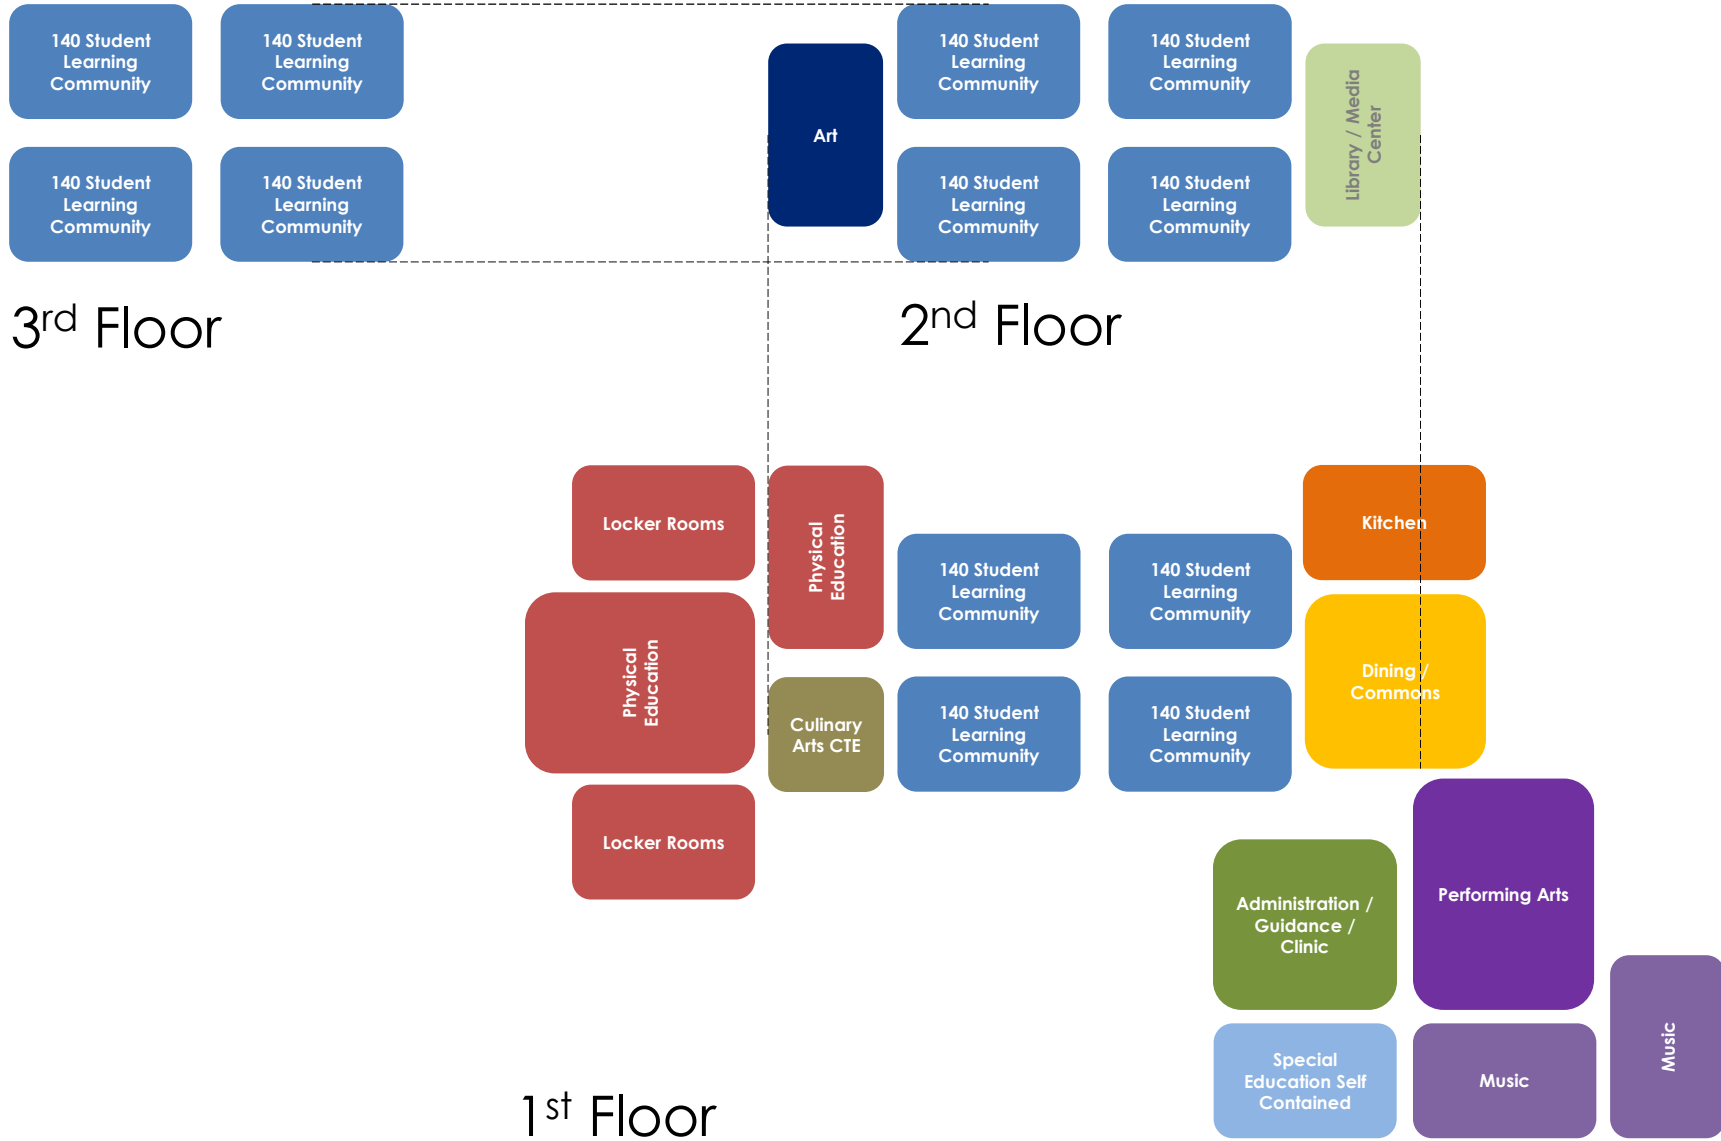 140 Student
Learning
Community
140 Student
Learning
Community
140 Student
Learning
Community
140 Student
Learning
Community
3rd Floor
Art
140 Student
Learning
Community
140 Student
Learning
Community
Library / Media
Center
140 Student
Learning
Community
140 Student
Learning
Community
2nd Floor
Locker Rooms
Physical
Education
Kitchen
140 Student
Learning
Community
140 Student
Learning
Community
Physical
Education
Dining /
Commons
Culinary
Arts CTE
140 Student
Learning
Community
140 Student
Learning
Community
Locker Rooms
Administration /
Guidance /
Clinic
Performing Arts
Special
Education Self
Contained
Music
Music
1st Floor